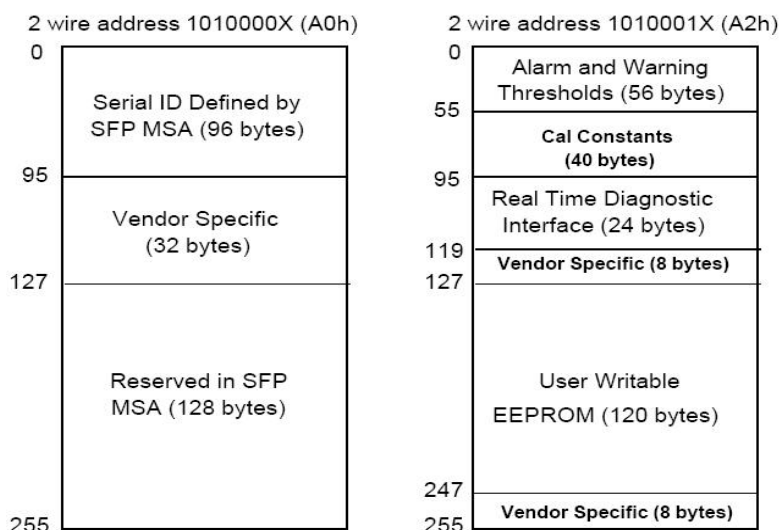 2 wire address 1010000X (A0h)
0
Serial ID Defined by
SFP MSA (96 bytes)
95
Vendor Specific
(32 bytes)
127
Reserved in SFP
MSA (128 bytes)
255
2 wire address 1010001X (A2h)
0
Alarm and Warning
Thresholds (56 bytes)
55
Cal Constants
(40 bytes)
95
Real Time Diagnostic
Interface (24 bytes)
119
Vendor Specific (8 bytes)
127
User Writable
EEPROM (120 bytes)
247
Vendor Specific (8 bytes)
255